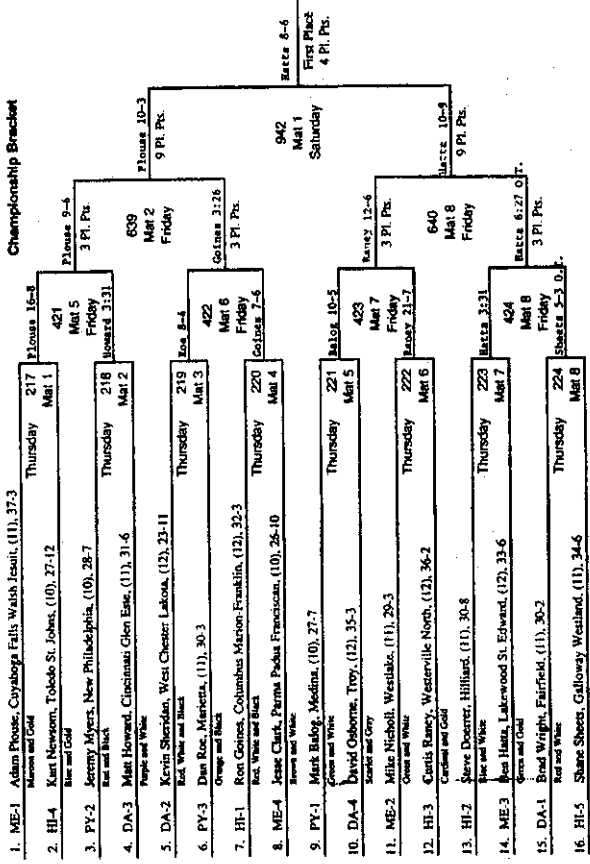 Championship Bracket
1. ME-1 Adam Plouse, Cuyahoga Falls Walsh Jesuit, (11), 37-3
Maroon and Gold
Thursday 217
Mat 1
2. HI-4 Kurt Newsom, Toledo St. Johns, (10), 27-12
Blue and Gold
3. PY-2 Jeremy Myers, New Philadelphia, (10), 28-7
Red and Black
Thursday 218
Mat 2
4. DA-3 Matt Howard, Cincinnati Glen Este, (11), 31-6
Purple and White
5. DA-2 Kevin Sheridan, West Chester Lakota, (12), 23-11
Red, White and Black
Thursday 219
Mat 3
6. PY-3 Dan Roe, Marietta, (11), 30-3
Orange and Black
7. HI-1 Ron Goines, Columbus Marion-Franklin, (12), 32-3
Red, White and Black
Thursday 220
Mat 4
8. ME-4 Jesse Clark, Parma Padua Franciscan, (10), 26-10
Brown and White
9. PY-1 Mark Balog, Medina, (10), 27-7
Green and White
Thursday 221
Mat 5
10. DA-4 David Osborne, Troy, (12), 35-3
Scarlet and Grey
11. ME-2 Mike Nicholl, Westlake, (11), 29-3
Green and White
Thursday 222
Mat 6
12. HI-3 Curtis Raney, Westerville North, (12), 36-2
Cardinal and Gold
13. HI-2 Steve Doerrer, Hilliard, (11), 30-8
Blue and White
Thursday 223
Mat 7
14. ME-3 Ben Hatta, Lakewood St. Edward, (12), 33-6
Green and Gold
15. DA-1 Brad Wright, Fairfield, (11), 30-2
Red and White
Thursday 224
Mat 8
16. HI-5 Shane Sheets, Galloway Westland, (11), 34-6
Plouse 16-8
421
Mat 5
Friday
Howard 3:31
Roe 8-4
422
Mat 6
Friday
Goines 7-6
Balog 10-5
423
Mat 7
Friday
Raney 21-7
Hatta 3:31
424
Mat 8
Friday
Sheets 5-3 O.T.
Plouse 9-6
3 Pl. Pts.
639
Mat 2
Friday
Goines 3:26
3 Pl. Pts.
Raney 12-6
3 Pl. Pts.
640
Mat 8
Friday
Hatta 6:27 O.T.
3 Pl. Pts.
Plouse 10-3
9 Pl. Pts.
942
Mat 1
Saturday
Hatta 10-9
9 Pl. Pts.
Hatta 8-6
First Place
4 Pl. Pts.